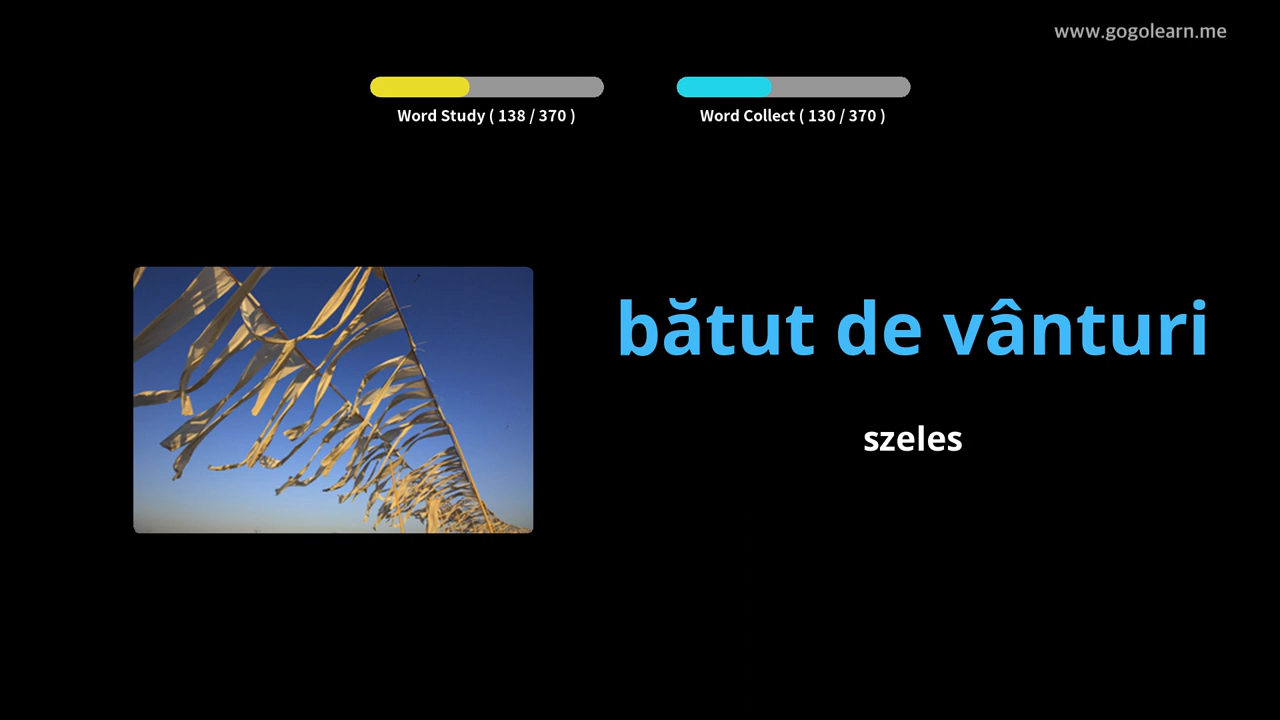 www.gogolearn.me
Word Study ( 138 / 370 )
Word Collect ( 130 / 370 )
bătut de vânturi
szeles